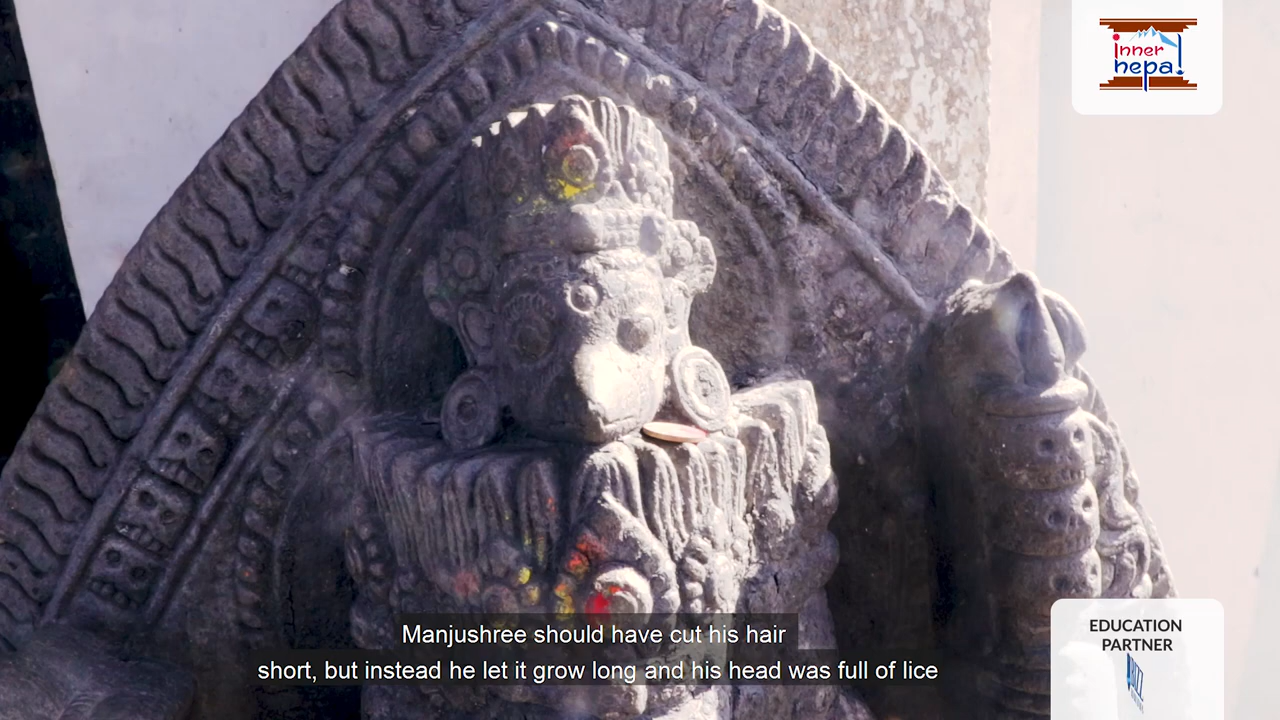 inner
nepal
Manjushree should have cut his hair
short, but instead he let it grow long and his head was full of lice
EDUCATION
PARTNER